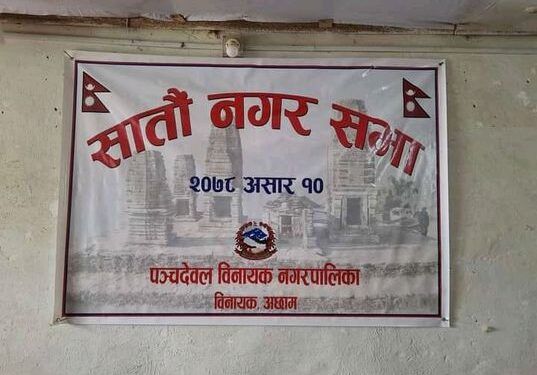 सातौं नगर सभा
२०७८ असार १०
पञ्चदेवल विनायक नगरपालिका
विनायक, अछाम